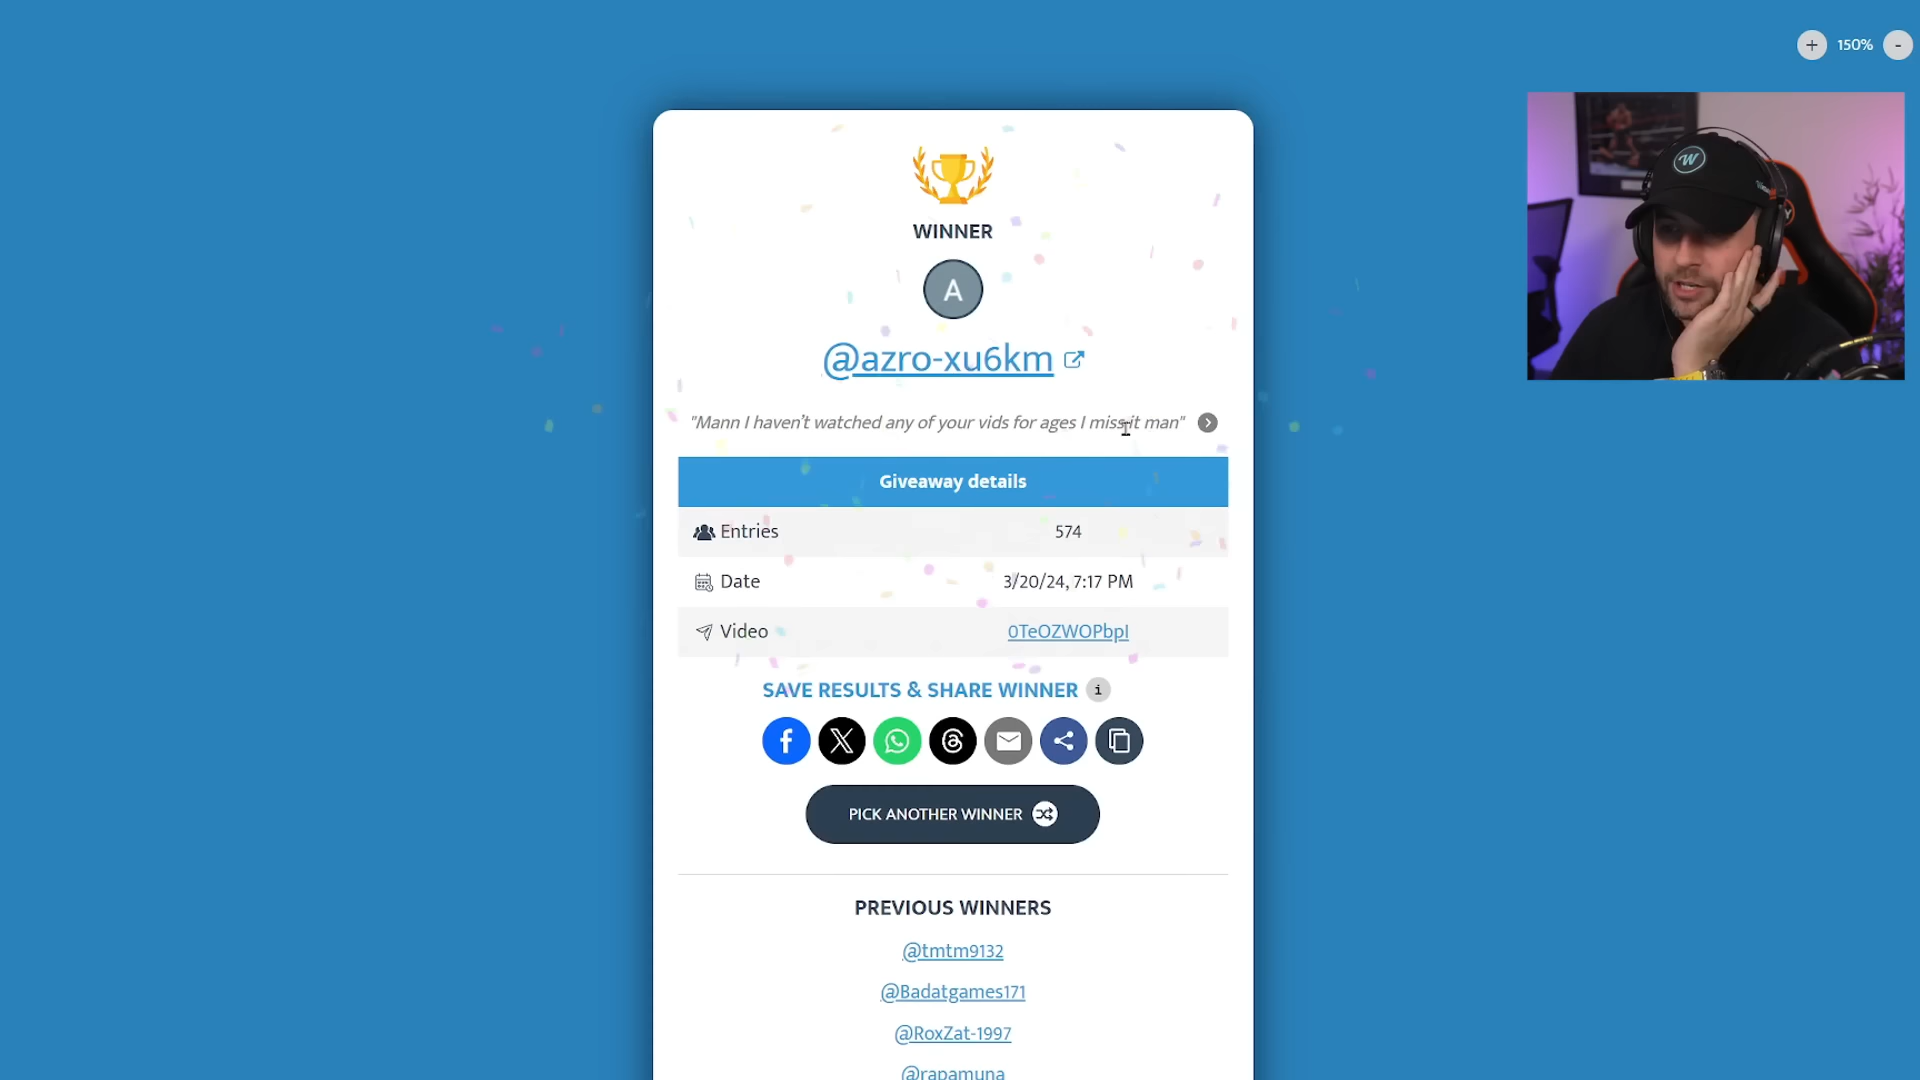 + 150% -
W
WINNER
A
@azro-xu6km
"Mann I haven't watched any of your vids for ages I miss it man"
Giveaway details
Entries 574
Date 3/20/24, 7:17 PM
Video 0TeOZWOPbpI
SAVE RESULTS & SHARE WINNER i
PICK ANOTHER WINNER
PREVIOUS WINNERS
@tmtm9132
@Badatgames171
@RoxZat-1997
@rapamuna